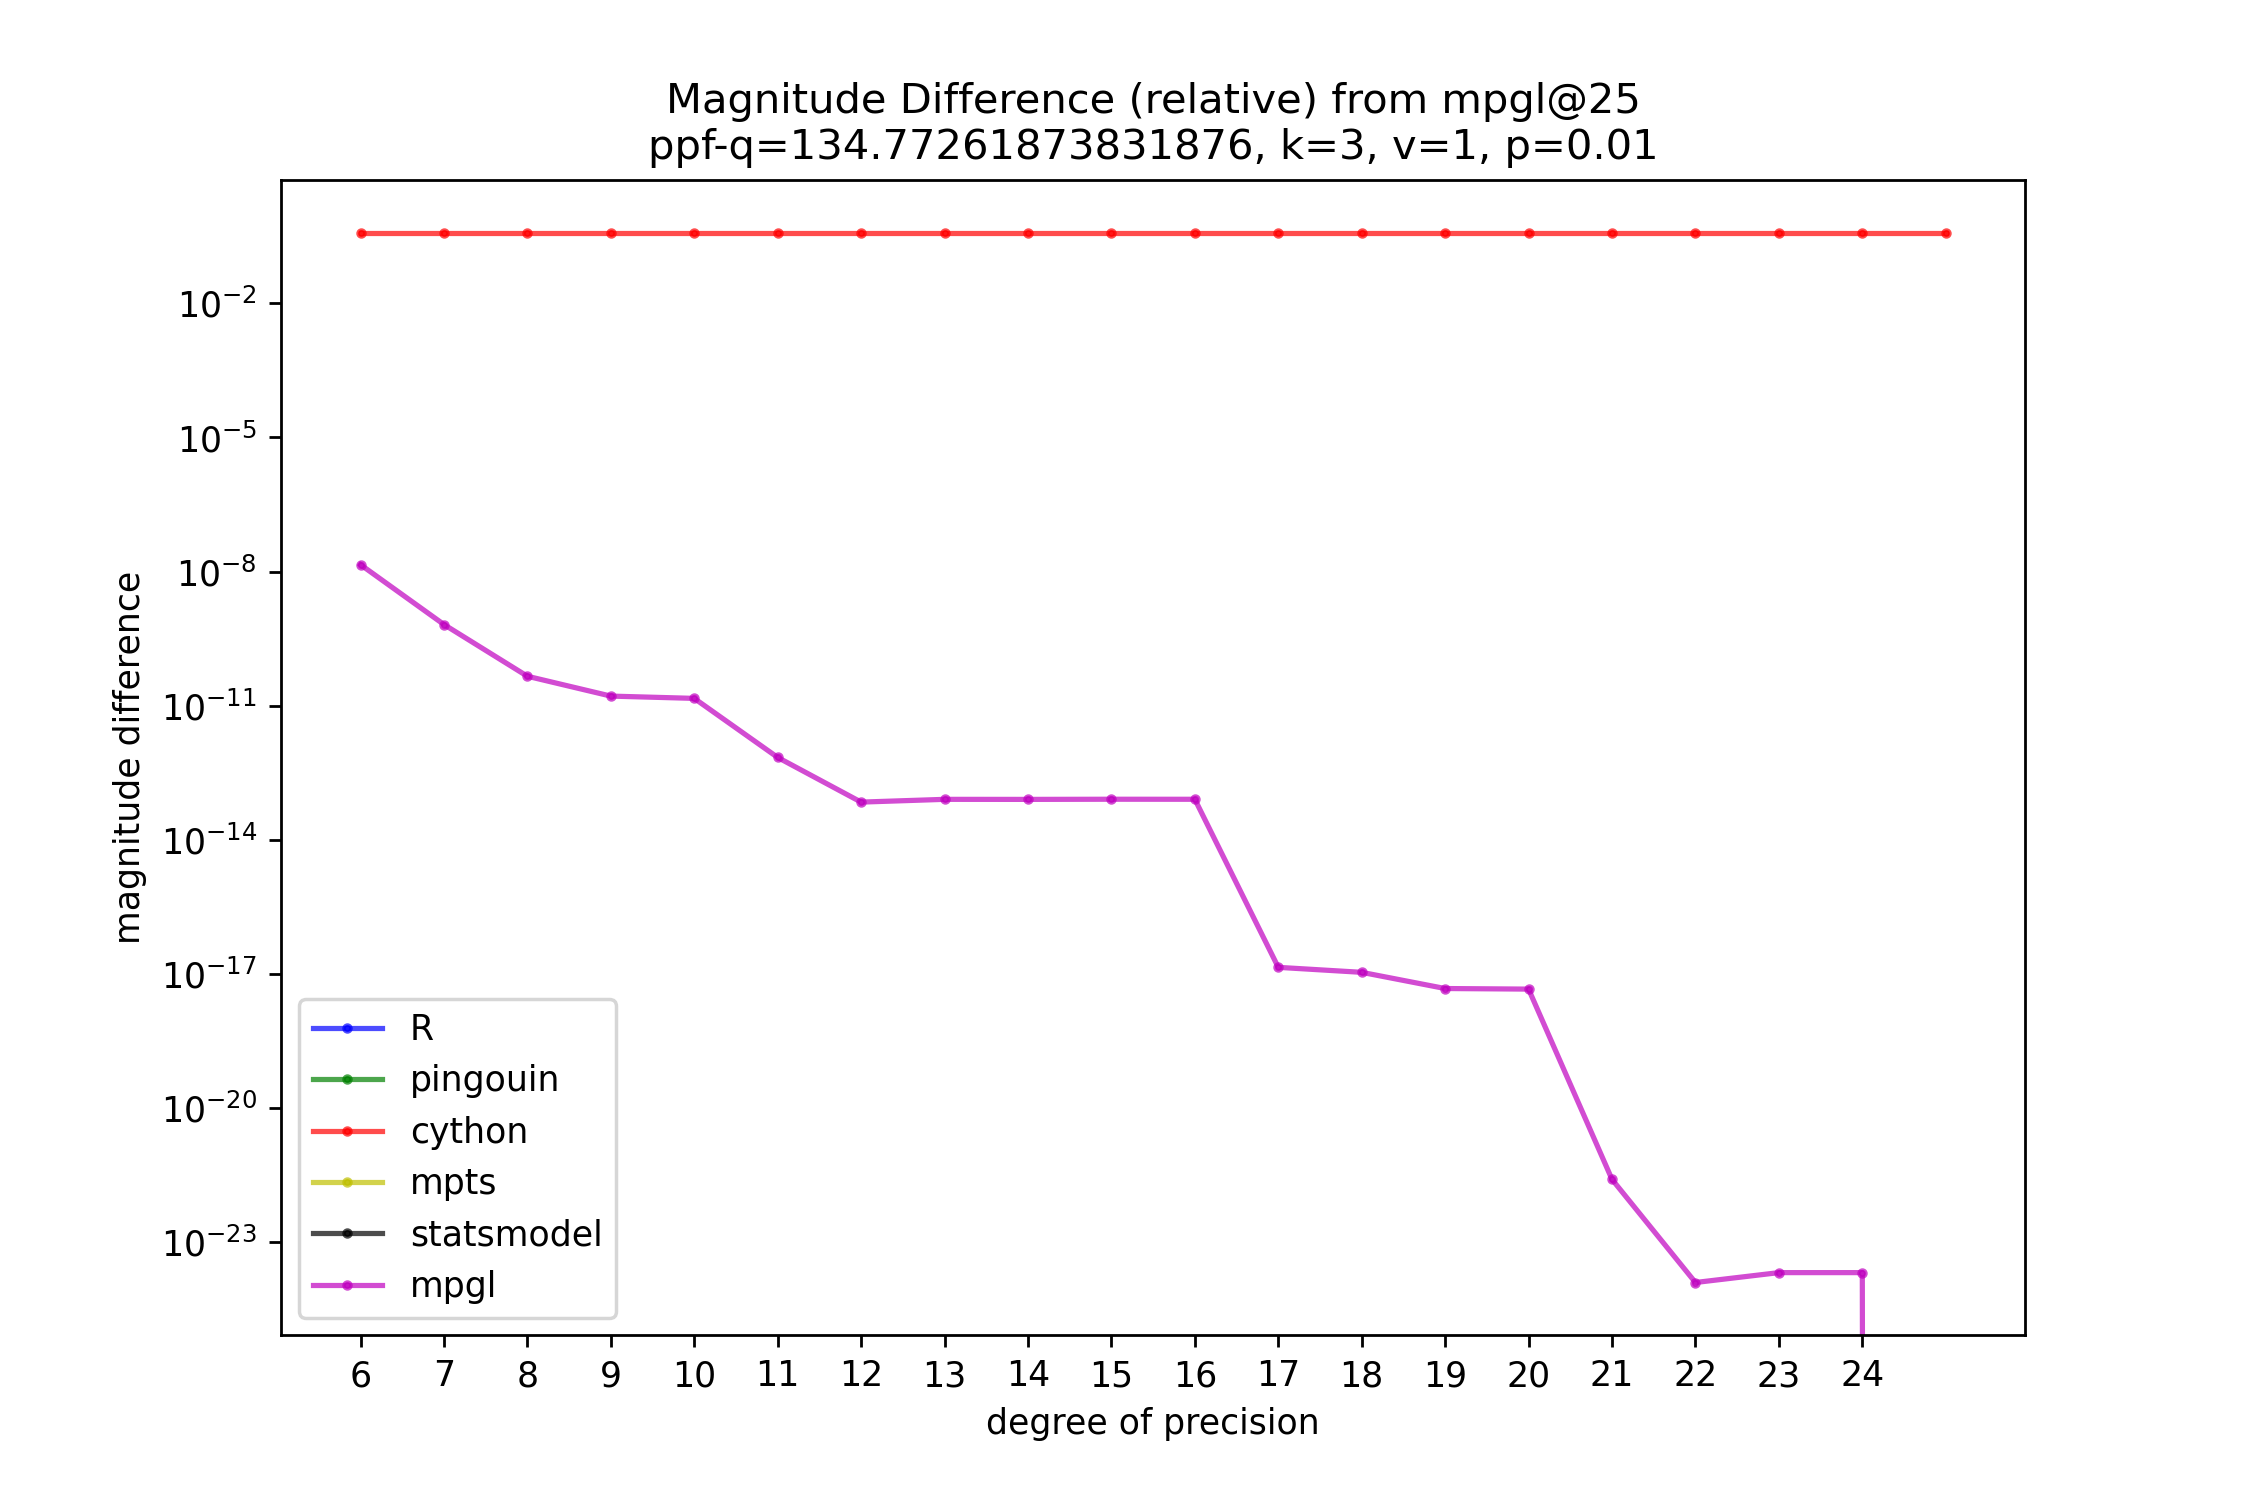 Magnitude Difference (relative) from mpgl@25
ppf-q=134.77261873831876, k=3, v=1, p=0.01
magnitude difference
10⁻²
10⁻⁵
10⁻⁸
10⁻¹¹
10⁻¹⁴
10⁻¹⁷
10⁻²⁰
10⁻²³
R
pingouin
cython
mpts
statsmodel
mpgl
6 7 8 9 10 11 12 13 14 15 16 17 18 19 20 21 22 23 24
degree of precision